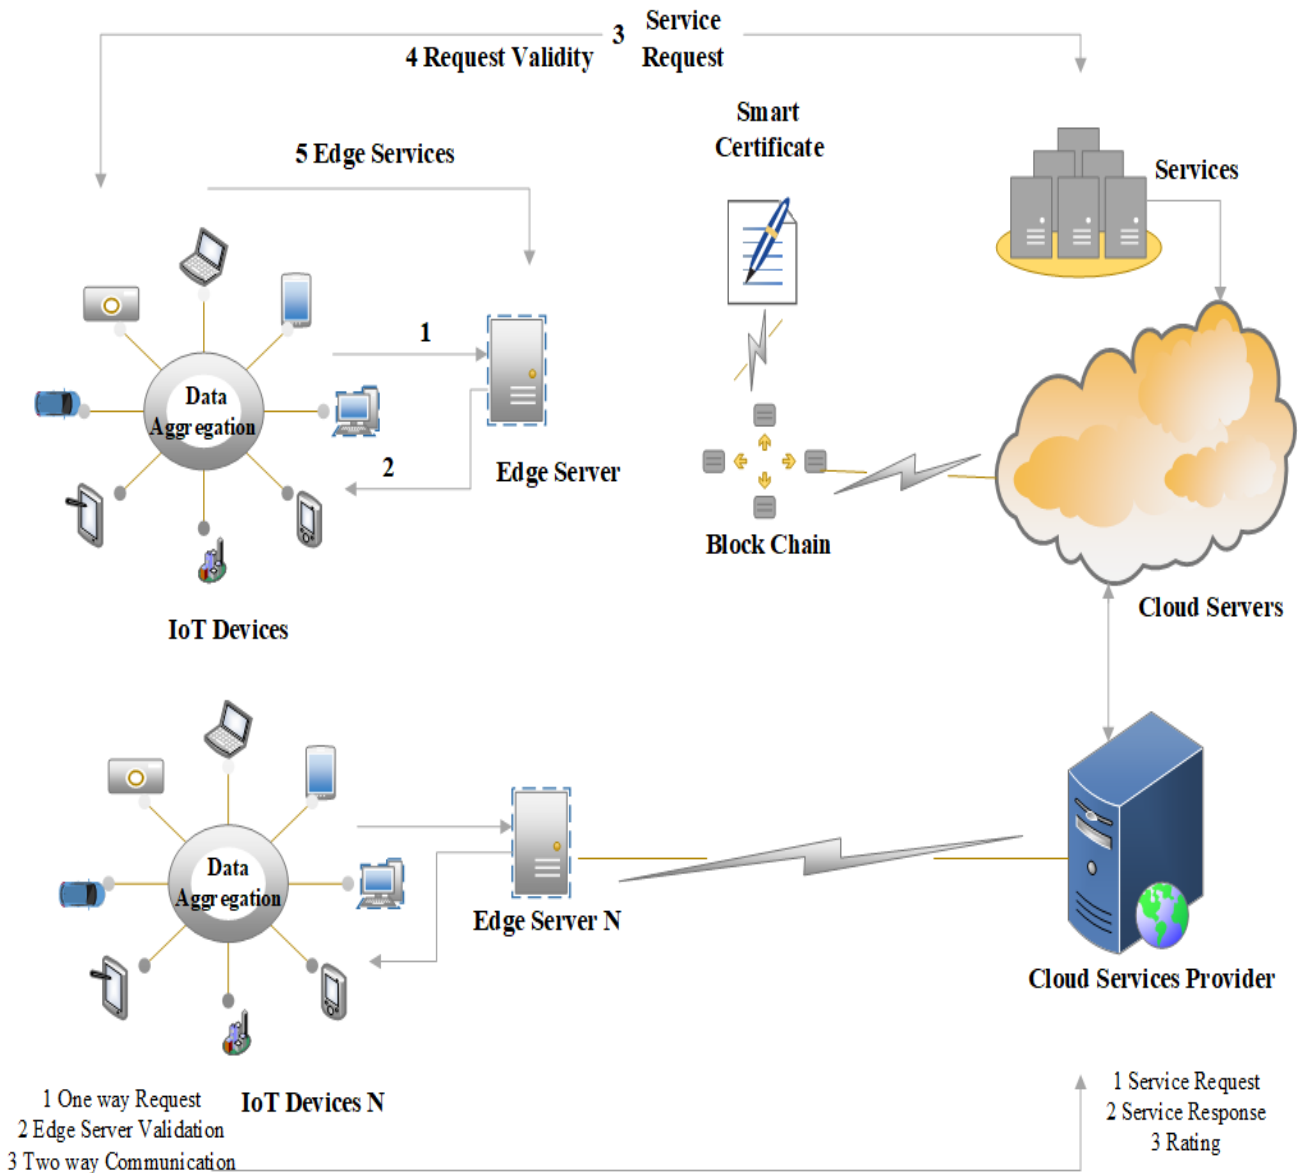 3 Service
4 Request Validity Request
Smart
Certificate
5 Edge Services
Services
1
Data
Aggregation
2
Edge Server
Block Chain
Cloud Servers
IoT Devices
Data
Aggregation
Edge Server N
Cloud Services Provider
1 One way Request
2 Edge Server Validation
3 Two way Communication
IoT Devices N
1 Service Request
2 Service Response
3 Rating